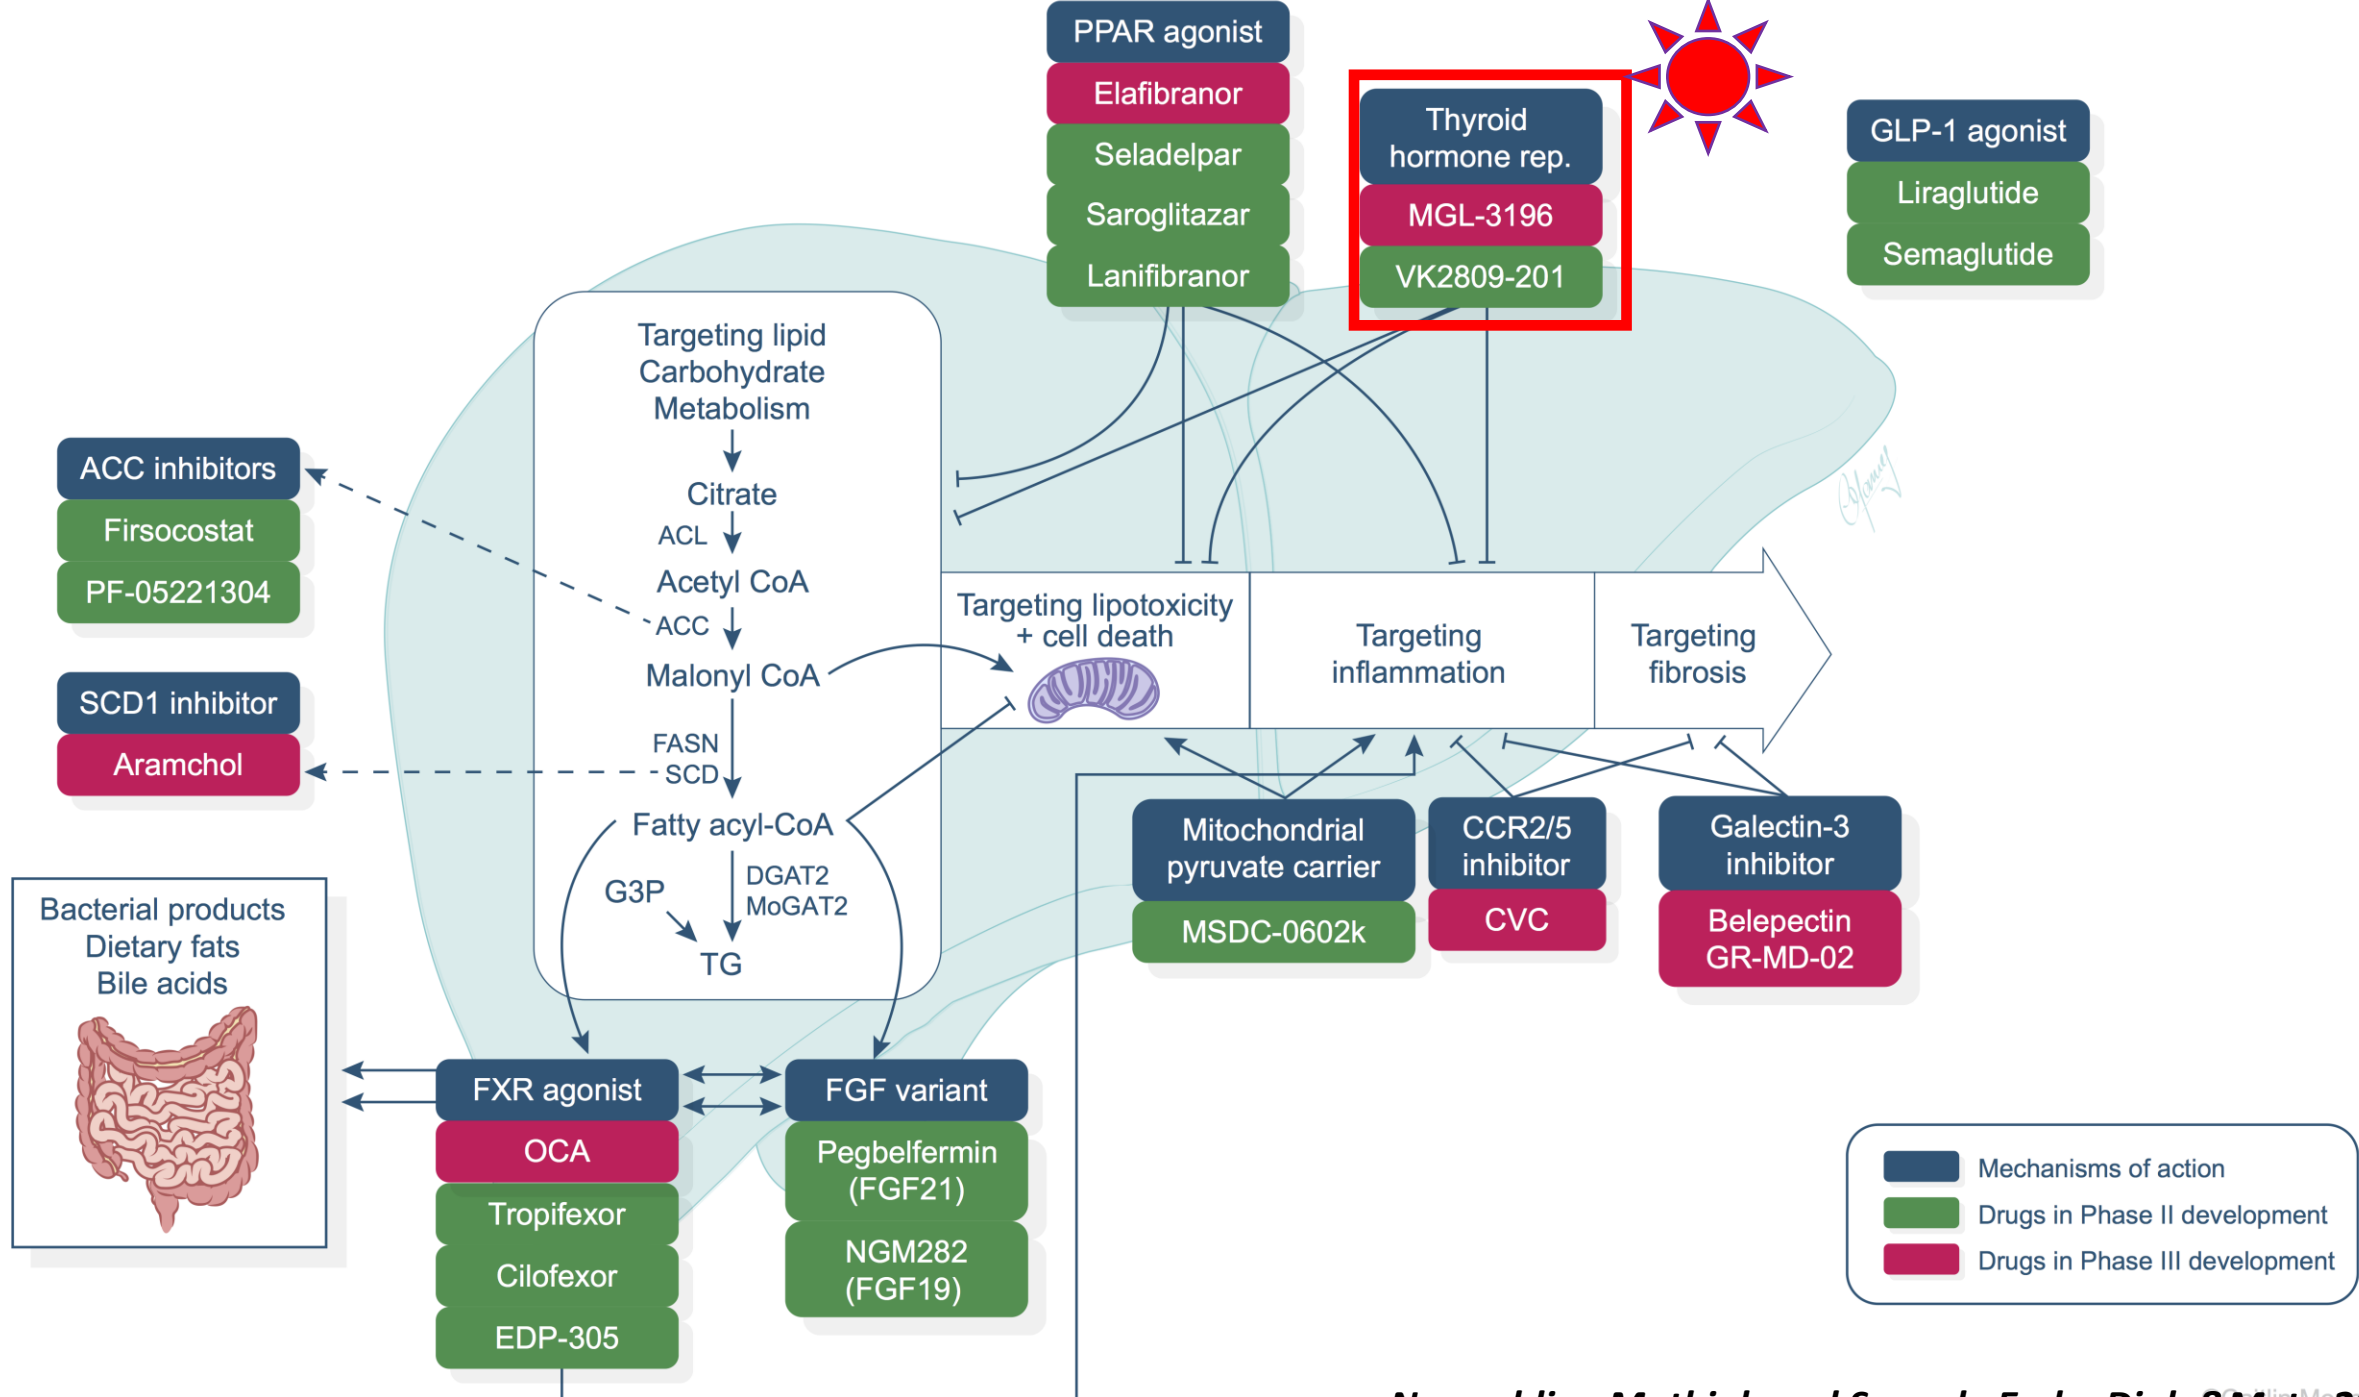 PPAR agonist
Elafibranor
Seladelpar
Saroglitazar
Lanifibranor
Thyroid
hormone rep.
MGL-3196
VK2809-201
GLP-1 agonist
Liraglutide
Semaglutide
Targeting lipid
Carbohydrate
Metabolism
Citrate
ACL
Acetyl CoA
ACC
Malonyl CoA
FASN
SCD
Fatty acyl-CoA
G3P
DGAT2
MoGAT2
TG
ACC inhibitors
Firsocostat
PF-05221304
SCD1 inhibitor
Aramchol
Targeting lipotoxicity
+ cell death
Targeting
inflammation
Targeting
fibrosis
Mitochondrial
pyruvate carrier
MSDC-0602k
CCR2/5
inhibitor
CVC
Galectin-3
inhibitor
Belepectin
GR-MD-02
Bacterial products
Dietary fats
Bile acids
FXR agonist
OCA
Tropifexor
Cilofexor
EDP-305
FGF variant
Pegbelfermin
(FGF21)
NGM282
(FGF19)
Mechanisms of action
Drugs in Phase II development
Drugs in Phase III development